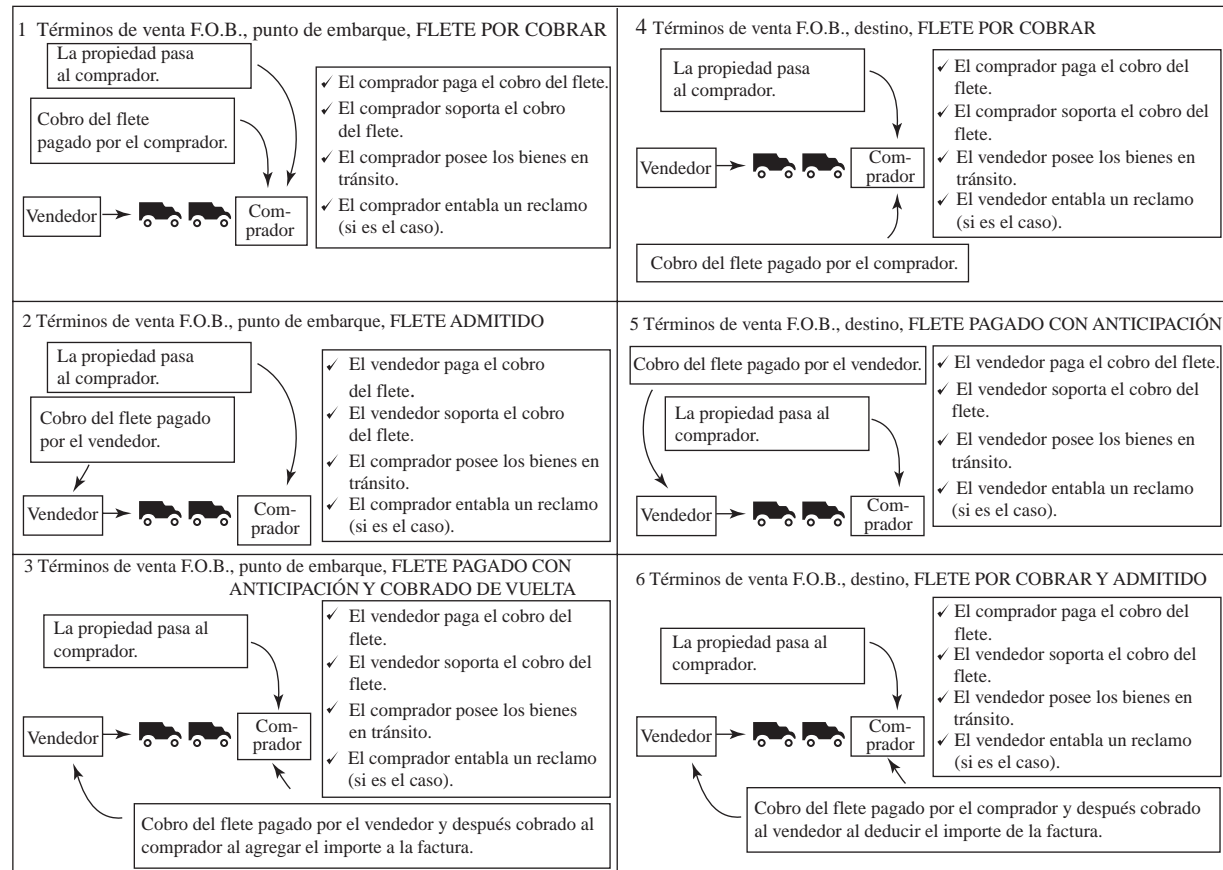 1 Términos de venta F.O.B., punto de embarque, FLETE POR COBRAR
La propiedad pasa
al comprador.
Cobro del flete
pagado por el comprador.
Vendedor
Com-
prador
✓ El comprador paga el cobro del flete.
✓ El comprador soporta el cobro
del flete.
✓ El comprador posee los bienes en
tránsito.
✓ El comprador entabla un reclamo
(si es el caso).
4 Términos de venta F.O.B., destino, FLETE POR COBRAR
La propiedad pasa
al comprador.
Vendedor
Com-
prador
Cobro del flete pagado por el comprador.
✓ El comprador paga el cobro del
flete.
✓ El comprador soporta el cobro del
flete.
✓ El vendedor posee los bienes en
tránsito.
✓ El vendedor entabla un reclamo
(si es el caso).
2 Términos de venta F.O.B., punto de embarque, FLETE ADMITIDO
La propiedad pasa
al comprador.
Cobro del flete pagado
por el vendedor.
Vendedor
Com-
prador
✓ El vendedor paga el cobro
del flete.
✓ El vendedor soporta el cobro
del flete.
✓ El comprador posee los bienes en
tránsito.
✓ El comprador entabla un reclamo
(si es el caso).
5 Términos de venta F.O.B., destino, FLETE PAGADO CON ANTICIPACIÓN
Cobro del flete pagado por el vendedor.
La propiedad pasa al
comprador.
Vendedor
Com-
prador
✓ El vendedor paga el cobro del flete.
✓ El vendedor soporta el cobro del
flete.
✓ El vendedor posee los bienes en
tránsito.
✓ El vendedor entabla un reclamo
(si es el caso).
3 Términos de venta F.O.B., punto de embarque, FLETE PAGADO CON
ANTICIPACIÓN Y COBRADO DE VUELTA
La propiedad pasa al
comprador.
Vendedor
Com-
prador
✓ El vendedor paga el cobro del
flete.
✓ El vendedor soporta el cobro del
flete.
✓ El comprador posee los bienes
en tránsito.
✓ El comprador entabla un reclamo
(si es el caso).
Cobro del flete pagado por el vendedor y después cobrado al
comprador al agregar el importe a la factura.
6 Términos de venta F.O.B., destino, FLETE POR COBRAR Y ADMITIDO
La propiedad pasa al
comprador.
Vendedor
Com-
prador
✓ El comprador paga el cobro del
flete.
✓ El vendedor soporta el cobro del
flete.
✓ El vendedor posee los bienes en
tránsito.
✓ El vendedor entabla un reclamo
(si es el caso).
Cobro del flete pagado por el comprador y después cobrado
al vendedor al deducir el importe de la factura.